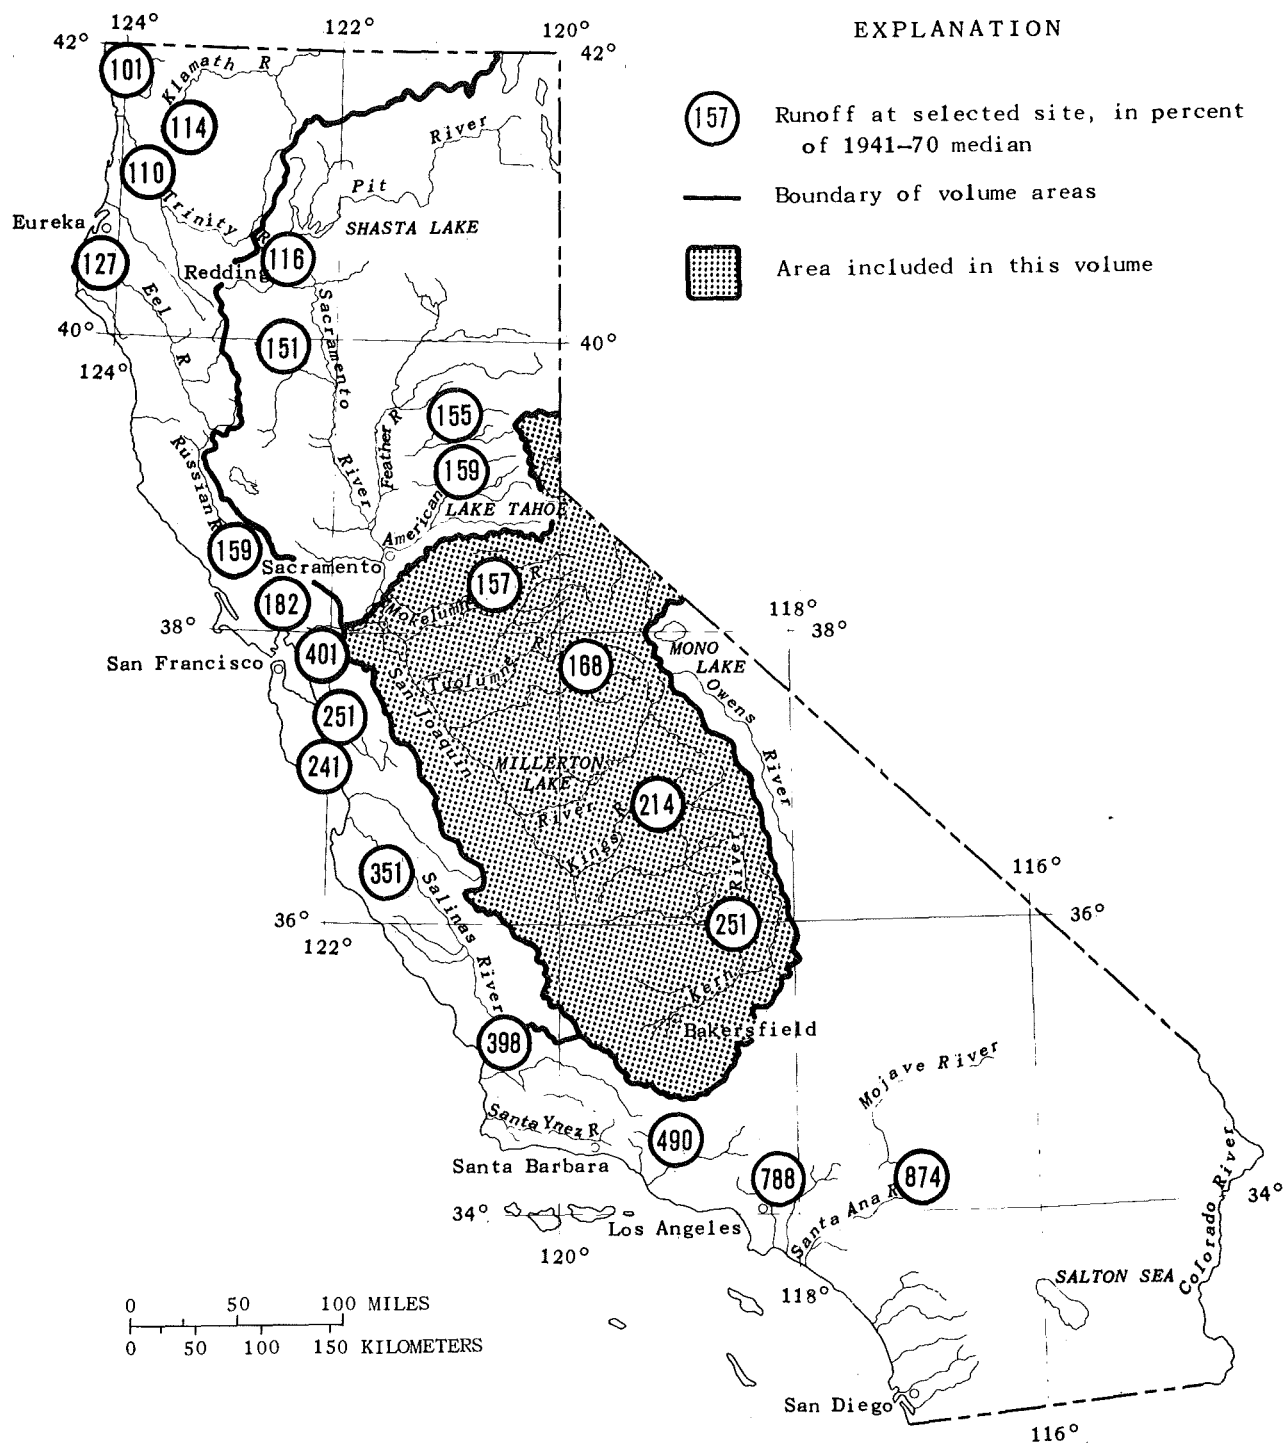 124°
122°
120°
42°
42°
EXPLANATION
101
Klamath R
114
157
Runoff at selected site, in percent
of 1941–70 median
River
110
Pit
Boundary of volume areas
Trinity R
Eureka
SHASTA LAKE
127
Redding
116
Area included in this volume
Eel R
Sacramento River
40°
151
40°
124°
155
Feather R
Russian R
159
American
LAKE TAHOE
159
Sacramento
157
182
Mokelumne R
118°
38°
38°
San Francisco
401
Tuolumne R
168
MONO
LAKE
San Joaquin River
Owens River
251
241
MILLERTON
LAKE
214
Kings R
116°
351
Salinas River
36°
36°
122°
251
Kern River
398
Bakersfield
Mojave River
Santa Ynez R
490
Santa Barbara
788
874
Santa Ana R
34°
34°
Los Angeles
120°
Colorado River
SALTON SEA
118°
0 50 100 MILES
0 50 100 150 KILOMETERS
San Diego
116°